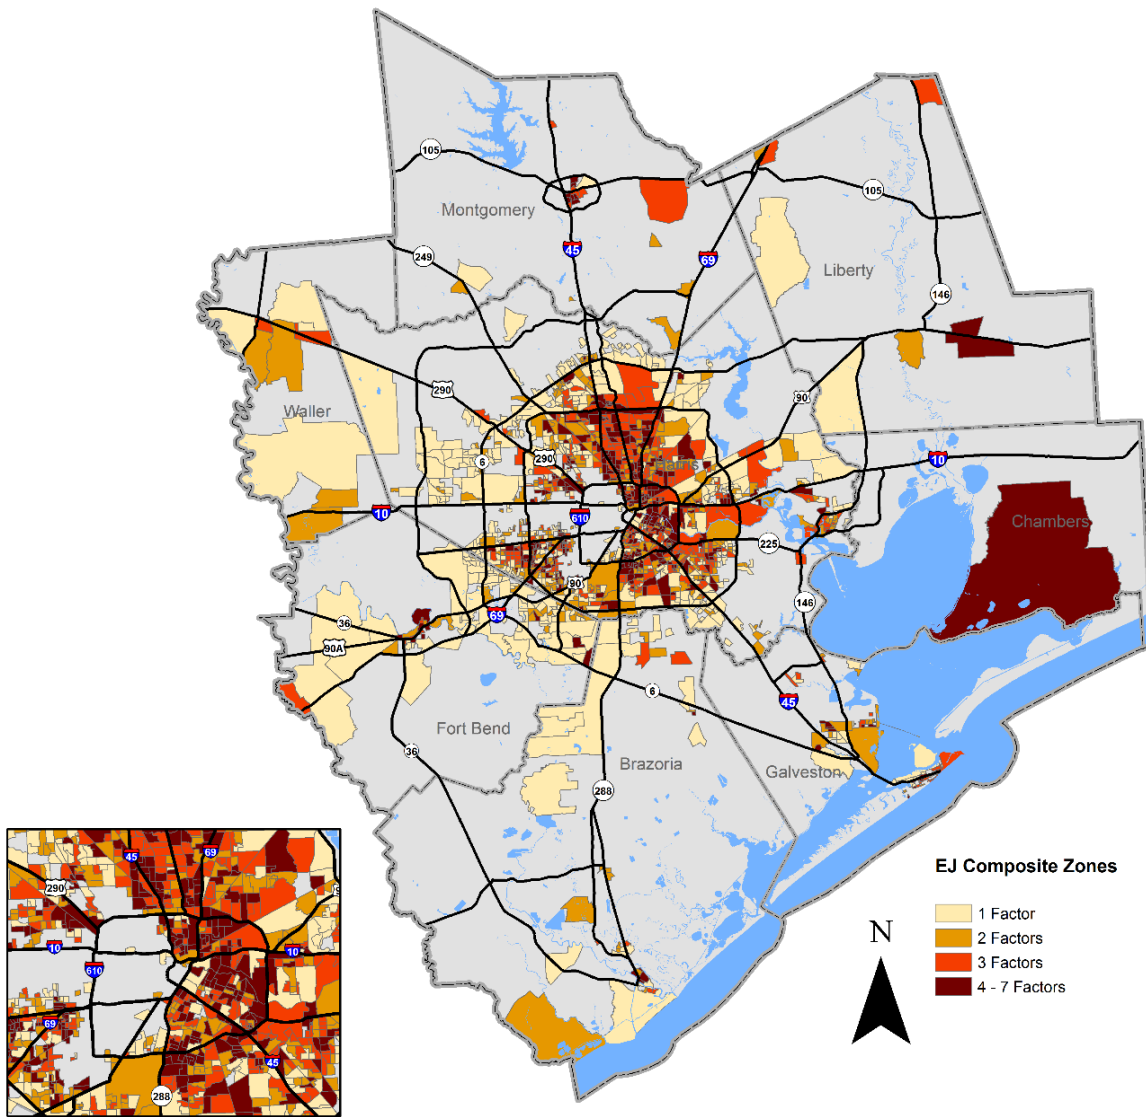 105
Montgomery
45
249
69
105
Liberty
146
290
Waller
6
290
Harris
90
10
10
610
Chambers
225
90
146
36
90A
69
6
45
Fort Bend
36
Brazoria
Galveston
288
45
69
290
10
610
10
69
45
288
EJ Composite Zones
1 Factor
2 Factors
3 Factors
4 - 7 Factors
N